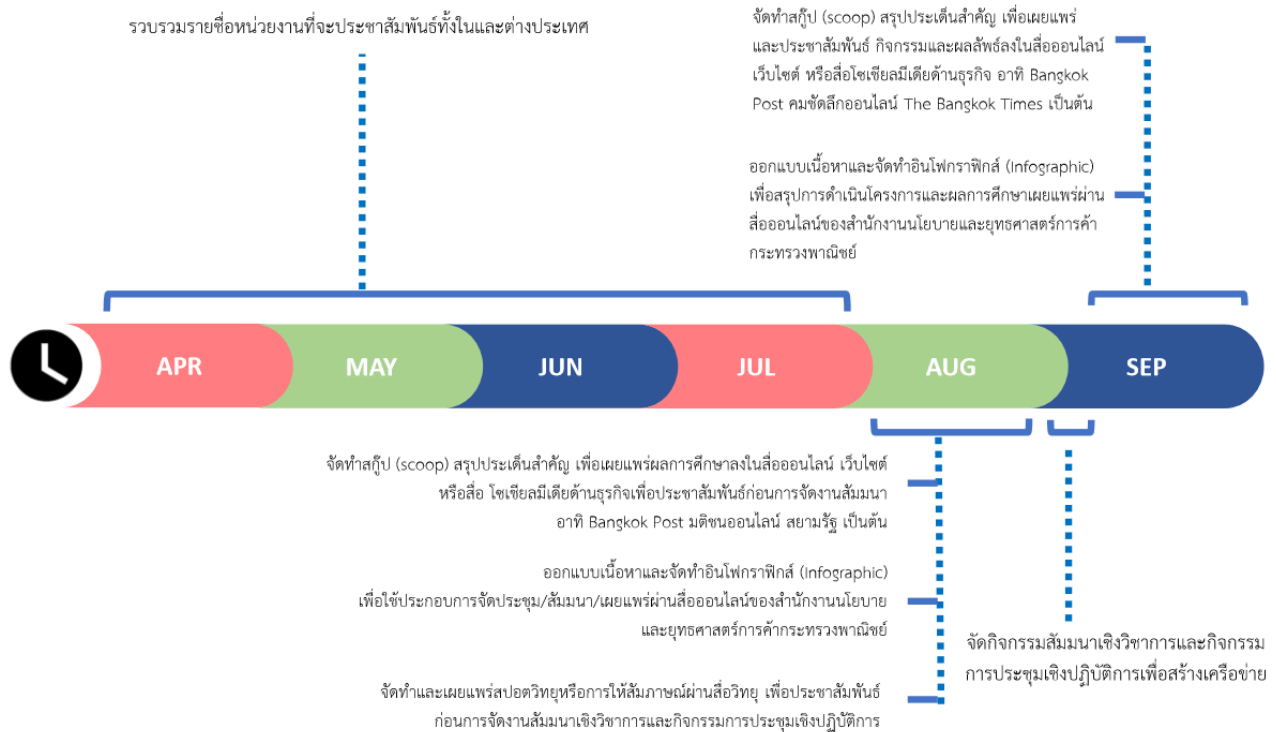 รวบรวมรายชื่อหน่วยงานที่จะประชาสัมพันธ์ทั้งในและต่างประเทศ
จัดทำสกู๊ป (scoop) สรุปประเด็นสำคัญ เพื่อเผยแพร่
และประชาสัมพันธ์ กิจกรรมและผลลัพธ์ลงในสื่อออนไลน์
เว็บไซต์ หรือสื่อโซเชียลมีเดียด้านธุรกิจ อาทิ Bangkok
Post คมชัดลึกออนไลน์ The Bangkok Times เป็นต้น
ออกแบบเนื้อหาและจัดทำอินโฟกราฟิกส์ (Infographic)
เพื่อสรุปการดำเนินโครงการและผลการศึกษาเผยแพร่ผ่าน
สื่อออนไลน์ของสำนักงานนโยบายและยุทธศาสตร์การค้า
กระทรวงพาณิชย์
APR
MAY
JUN
JUL
AUG
SEP
จัดทำสกู๊ป (scoop) สรุปประเด็นสำคัญ เพื่อเผยแพร่ผลการศึกษาลงในสื่อออนไลน์ เว็บไซต์
หรือสื่อ โซเชียลมีเดียด้านธุรกิจเพื่อประชาสัมพันธ์ก่อนการจัดงานสัมมนา
อาทิ Bangkok Post มติชนออนไลน์ สยามรัฐ เป็นต้น
ออกแบบเนื้อหาและจัดทำอินโฟกราฟิกส์ (Infographic)
เพื่อใช้ประกอบการจัดประชุม/สัมมนา/เผยแพร่ผ่านสื่อออนไลน์ของสำนักงานนโยบาย
และยุทธศาสตร์การค้ากระทรวงพาณิชย์
จัดทำและเผยแพร่สปอตวิทยุหรือการให้สัมภาษณ์ผ่านสื่อวิทยุ เพื่อประชาสัมพันธ์
ก่อนการจัดงานสัมมนาเชิงวิชาการและกิจกรรมการประชุมเชิงปฏิบัติการ
จัดกิจกรรมสัมมนาเชิงวิชาการและกิจกรรม
การประชุมเชิงปฏิบัติการเพื่อสร้างเครือข่าย